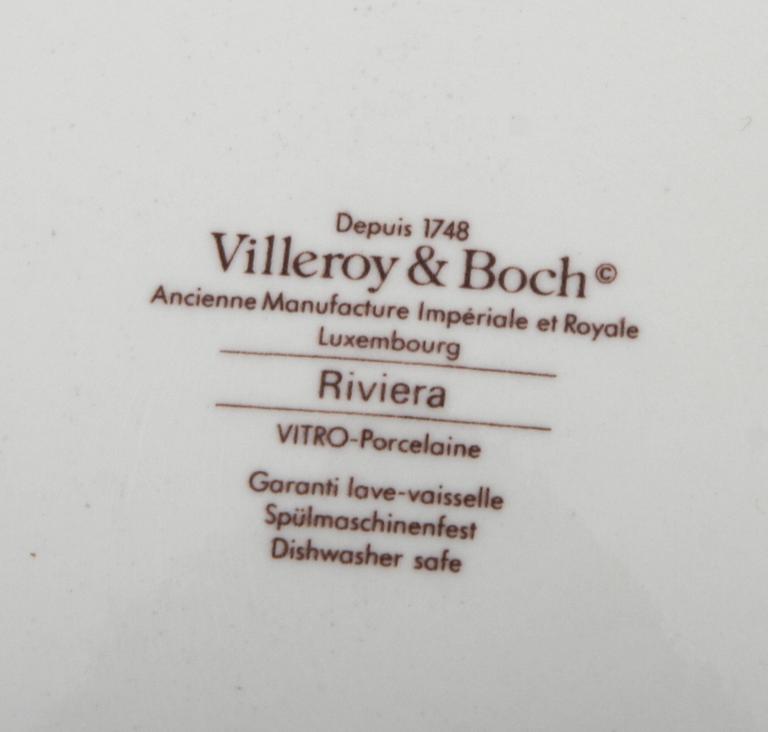 Depuis 1748
Villeroy & Boch©
Ancienne Manufacture Impériale et Royale
Luxembourg
Riviera
VITRO-Porcelaine
Garanti lave-vaisselle
Spülmaschinenfest
Dishwasher safe